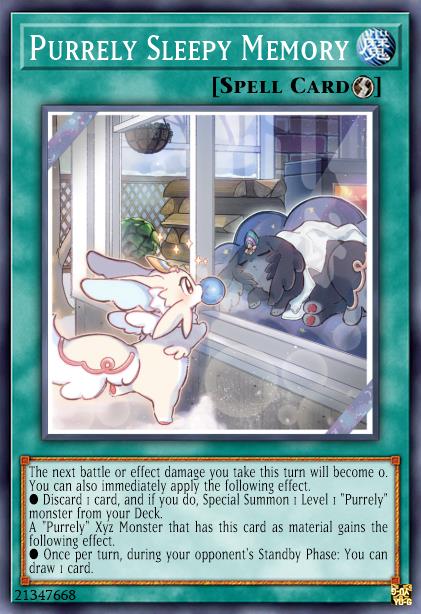 Purrely Sleepy Memory
魔
[Spell Card]
The next battle or effect damage you take this turn will become 0.
You can also immediately apply the following effect.
● Discard 1 card, and if you do, Special Summon 1 Level 1 "Purrely"
monster from your Deck.
A "Purrely" Xyz Monster that has this card as material gains the
following effect.
● Once per turn, during your opponent's Standby Phase: You can
draw 1 card.
21347668